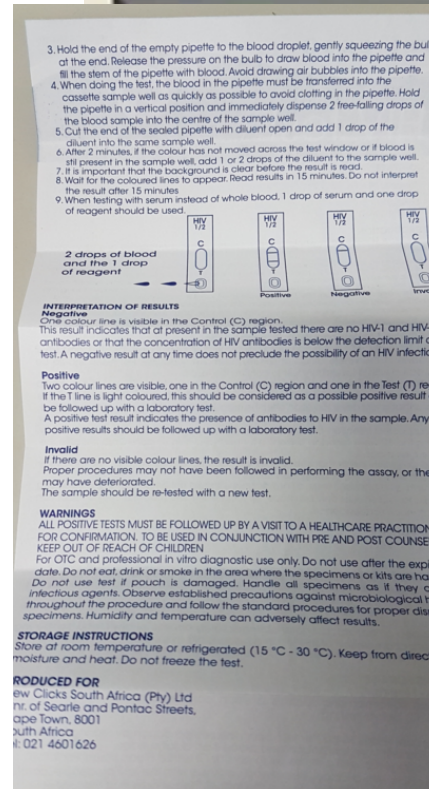 3. Hold the end of the empty pipette to the blood droplet, gently squeezing the
at the end. Release the pressure on the bulb to draw blood into the pipette and
fill the stem of the pipette with blood. Avoid drawing air bubbles into the pipette.
4. When doing the test, the blood in the pipette must be transferred into the
cassette sample well as quickly as possible to avoid clotting in the pipette. Hold
the pipette in a vertical position and immediately dispense 2 free-falling drops of
the blood sample into the centre of the sample well.
5. Cut the end of the sealed pipette with diluent open and add 1 drop of the
diluent into the same sample well.
6. After 2 minutes, if the colour has not moved across the test window or if blood is
still present in the sample well, add 1 or 2 drops of the diluent to the sample well.
7. It is important that the background is clear before the result is read.
8. Wait for the coloured lines to appear. Read results in 15 minutes. Do not interpret
the result after 15 minutes
9. When testing with serum instead of whole blood, 1 drop of serum and one drop
of reagent should be used.
HIV 1/2 HIV 1/2 HIV 1/2 HIV 1/2
C C C C
2 drops of blood
and the 1 drop
of reagent
T T T T
Positive Negative
INTERPRETATION OF RESULTS
Negative
One colour line is visible in the Control (C) region.
This result indicates that at present in the sample tested there are no HIV-1 and HIV-
antibodies or that the concentration of HIV antibodies is below the detection limit
test. A negative result at any time does not preclude the possibility of an HIV
Positive
Two colour lines are visible, one in the Control (C) region and one in the Test (T)
If the T line is light coloured, this should be considered as a possible positive result
be followed up with a laboratory test.
A positive test result indicates the presence of antibodies to HIV in the sample. Any
positive results should be followed up with a laboratory test.
Invalid
If there are no visible colour lines, the result is invalid.
Proper procedures may not have been followed in performing the assay, or the
may have deteriorated.
The sample should be re-tested with a new test.
WARNINGS
ALL POSITIVE TESTS MUST BE FOLLOWED UP BY A VISIT TO A HEALTHCARE
FOR CONFIRMATION. TO BE USED IN CONJUNCTION WITH PRE AND POST
KEEP OUT OF REACH OF CHILDREN
For OTC and professional in vitro diagnostic use only. Do not use after the
date. Do not eat, drink or smoke in the area where the specimens or kits are
Do not use test if pouch is damaged. Handle all specimens as if they
infectious agents. Observe established precautions against microbiological
throughout the procedure and follow the standard procedures for proper
specimens. Humidity and temperature can adversely affect results.
STORAGE INSTRUCTIONS
Store at room temperature or refrigerated (15 °C - 30 °C). Keep from
moisture and heat. Do not freeze the test.
RODUCED FOR
ew Clicks South Africa (Pty) Ltd
nr. of Searle and Pontac Streets,
ape Town, 8001
outh Africa
el: 021 4601626